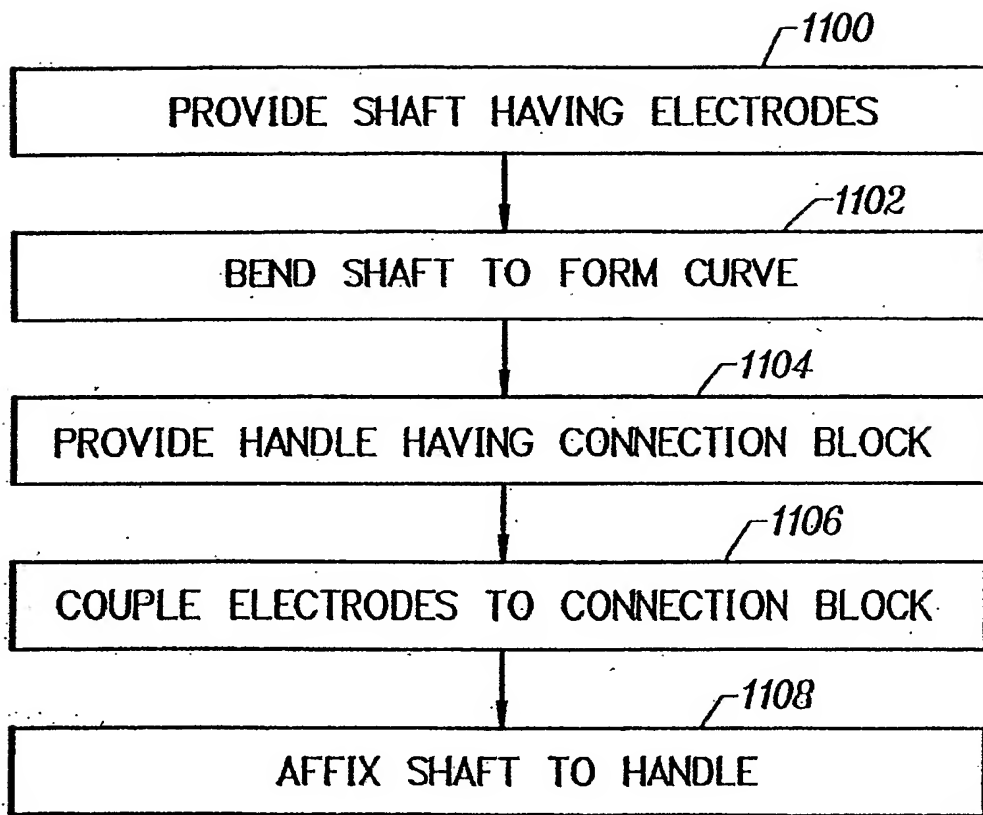 1100
PROVIDE SHAFT HAVING ELECTRODES
1102
BEND SHAFT TO FORM CURVE
1104
PROVIDE HANDLE HAVING CONNECTION BLOCK
1106
COUPLE ELECTRODES TO CONNECTION BLOCK
1108
AFFIX SHAFT TO HANDLE